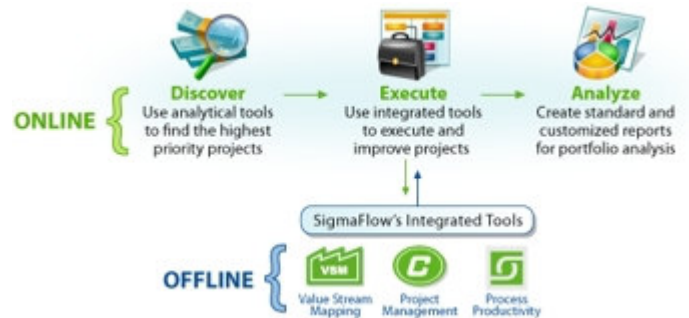 ONLINE
Discover
Use analytical tools
to find the highest
priority projects
Execute
Use integrated tools
to execute and
improve projects
Analyze
Create standard and
customized reports
for portfolio analysis
SigmaFlow's Integrated Tools
OFFLINE
VSM
Value Stream
Mapping
C
Project
Management
Process
Productivity